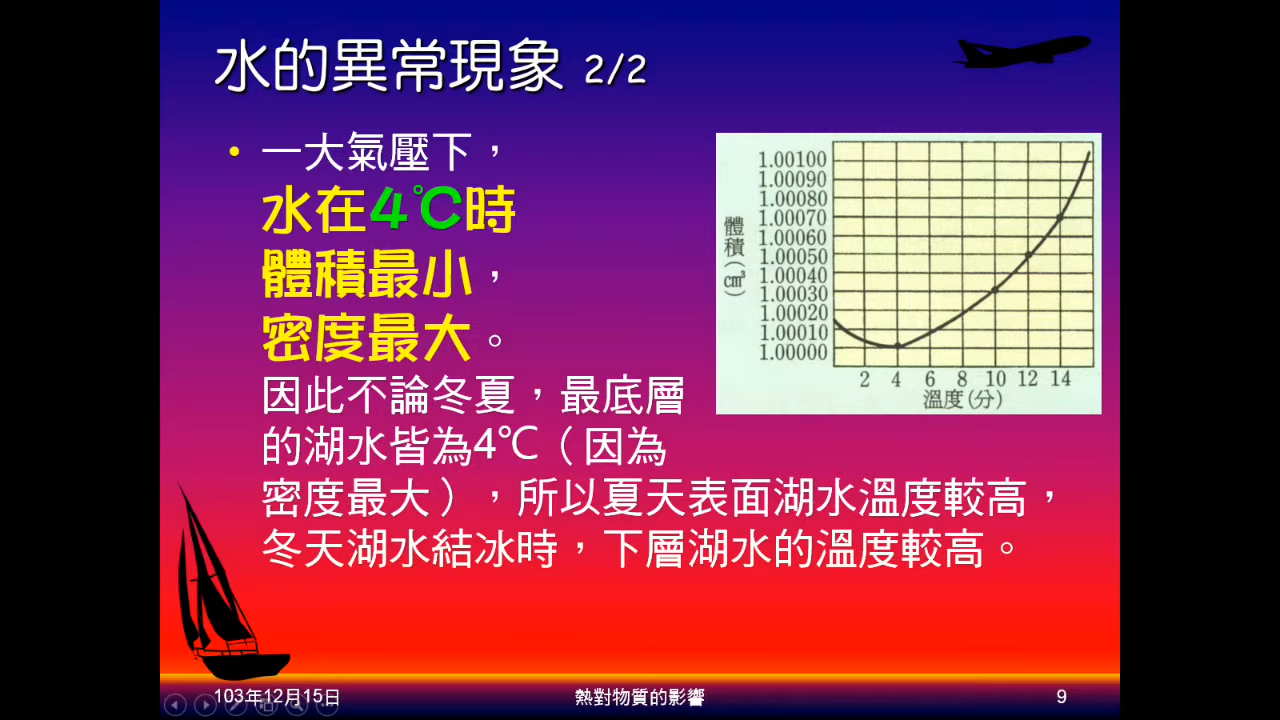 水的異常現象 2/2
• 一大氣壓下，
水在4℃時
體積最小，
密度最大。
因此不論冬夏，最底層
的湖水皆為4℃（因為
密度最大），所以夏天表面湖水溫度較高，
冬天湖水結冰時，下層湖水的溫度較高。
體積(cm³)
1.00100
1.00090
1.00080
1.00070
1.00060
1.00050
1.00040
1.00030
1.00020
1.00010
1.00000
2 4 6 8 10 12 14
溫度(分)
103年12月15日
熱對物質的影響
9